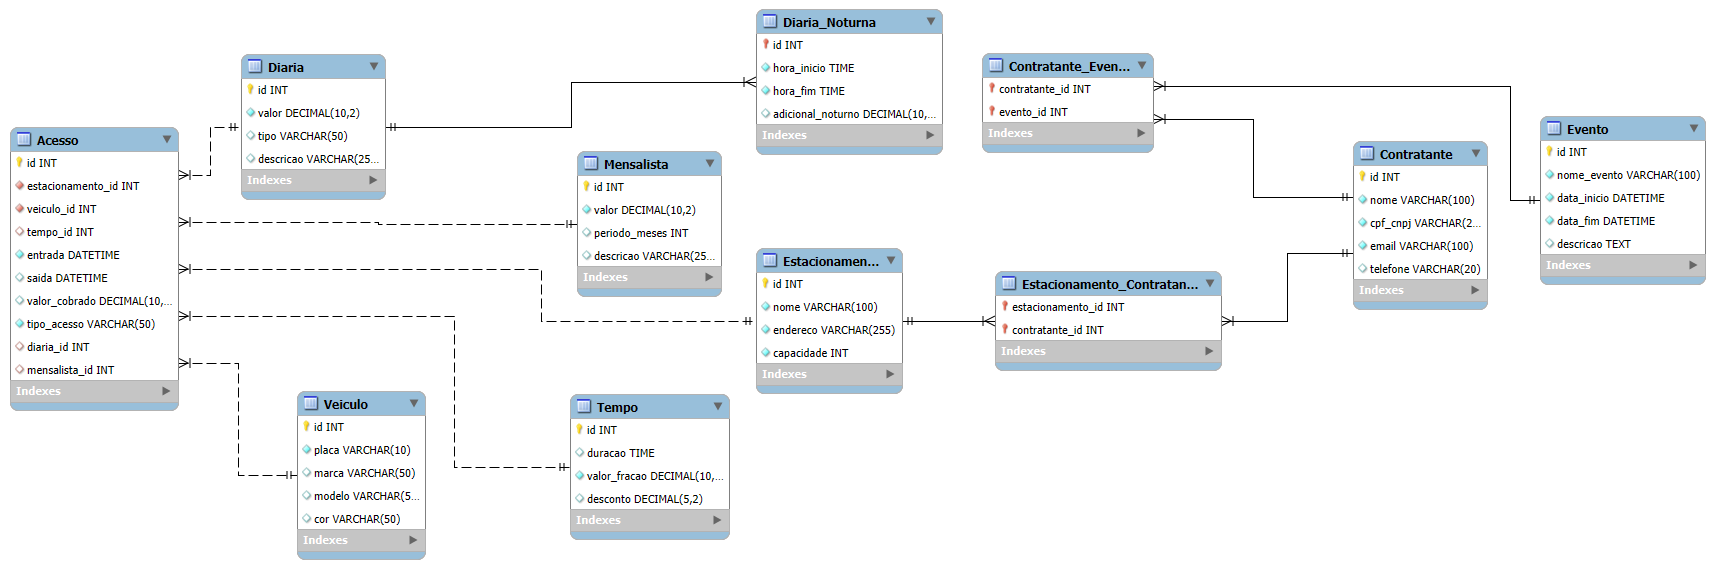 Acesso
id INT
estacionamento_id INT
veiculo_id INT
tempo_id INT
entrada DATETIME
saida DATETIME
valor_cobrado DECIMAL(10,...
tipo_acesso VARCHAR(50)
diaria_id INT
mensalista_id INT
Indexes
Diaria
id INT
valor DECIMAL(10,2)
tipo VARCHAR(50)
descricao VARCHAR(25...
Indexes
Veiculo
id INT
placa VARCHAR(10)
marca VARCHAR(50)
modelo VARCHAR(5...
cor VARCHAR(50)
Indexes
Mensalista
id INT
valor DECIMAL(10,2)
periodo_meses INT
descricao VARCHAR(25...
Indexes
Tempo
id INT
duracao TIME
valor_fracao DECIMAL(10,...
desconto DECIMAL(5,2)
Indexes
Diaria_Noturna
id INT
hora_inicio TIME
hora_fim TIME
adicional_noturno DECIMAL(10,...
Indexes
Estacionamen...
id INT
nome VARCHAR(100)
endereco VARCHAR(255)
capacidade INT
Indexes
Contratante_Even...
contratante_id INT
evento_id INT
Indexes
Estacionamento_Contratan...
estacionamento_id INT
contratante_id INT
Indexes
Contratante
id INT
nome VARCHAR(100)
cpf_cnpj VARCHAR(2...
email VARCHAR(100)
telefone VARCHAR(20)
Indexes
Evento
id INT
nome_evento VARCHAR(100)
data_inicio DATETIME
data_fim DATETIME
descricao TEXT
Indexes